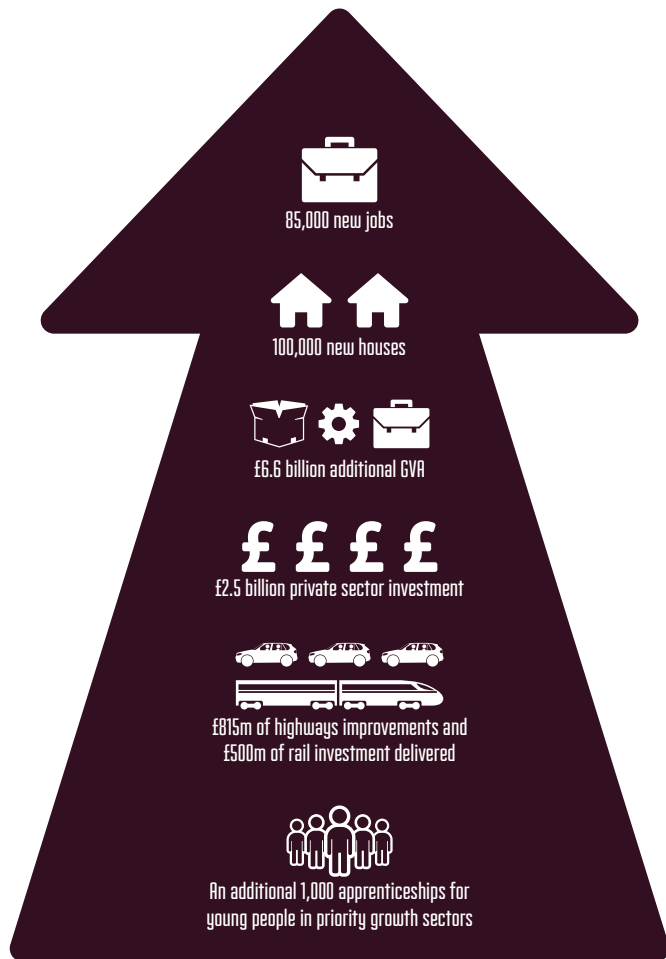 85,000 new jobs
100,000 new houses
£6.6 billion additional GVA
£ £ £ £
£2.5 billion private sector investment
£815m of highways improvements and
£500m of rail investment delivered
An additional 1,000 apprenticeships for
young people in priority growth sectors